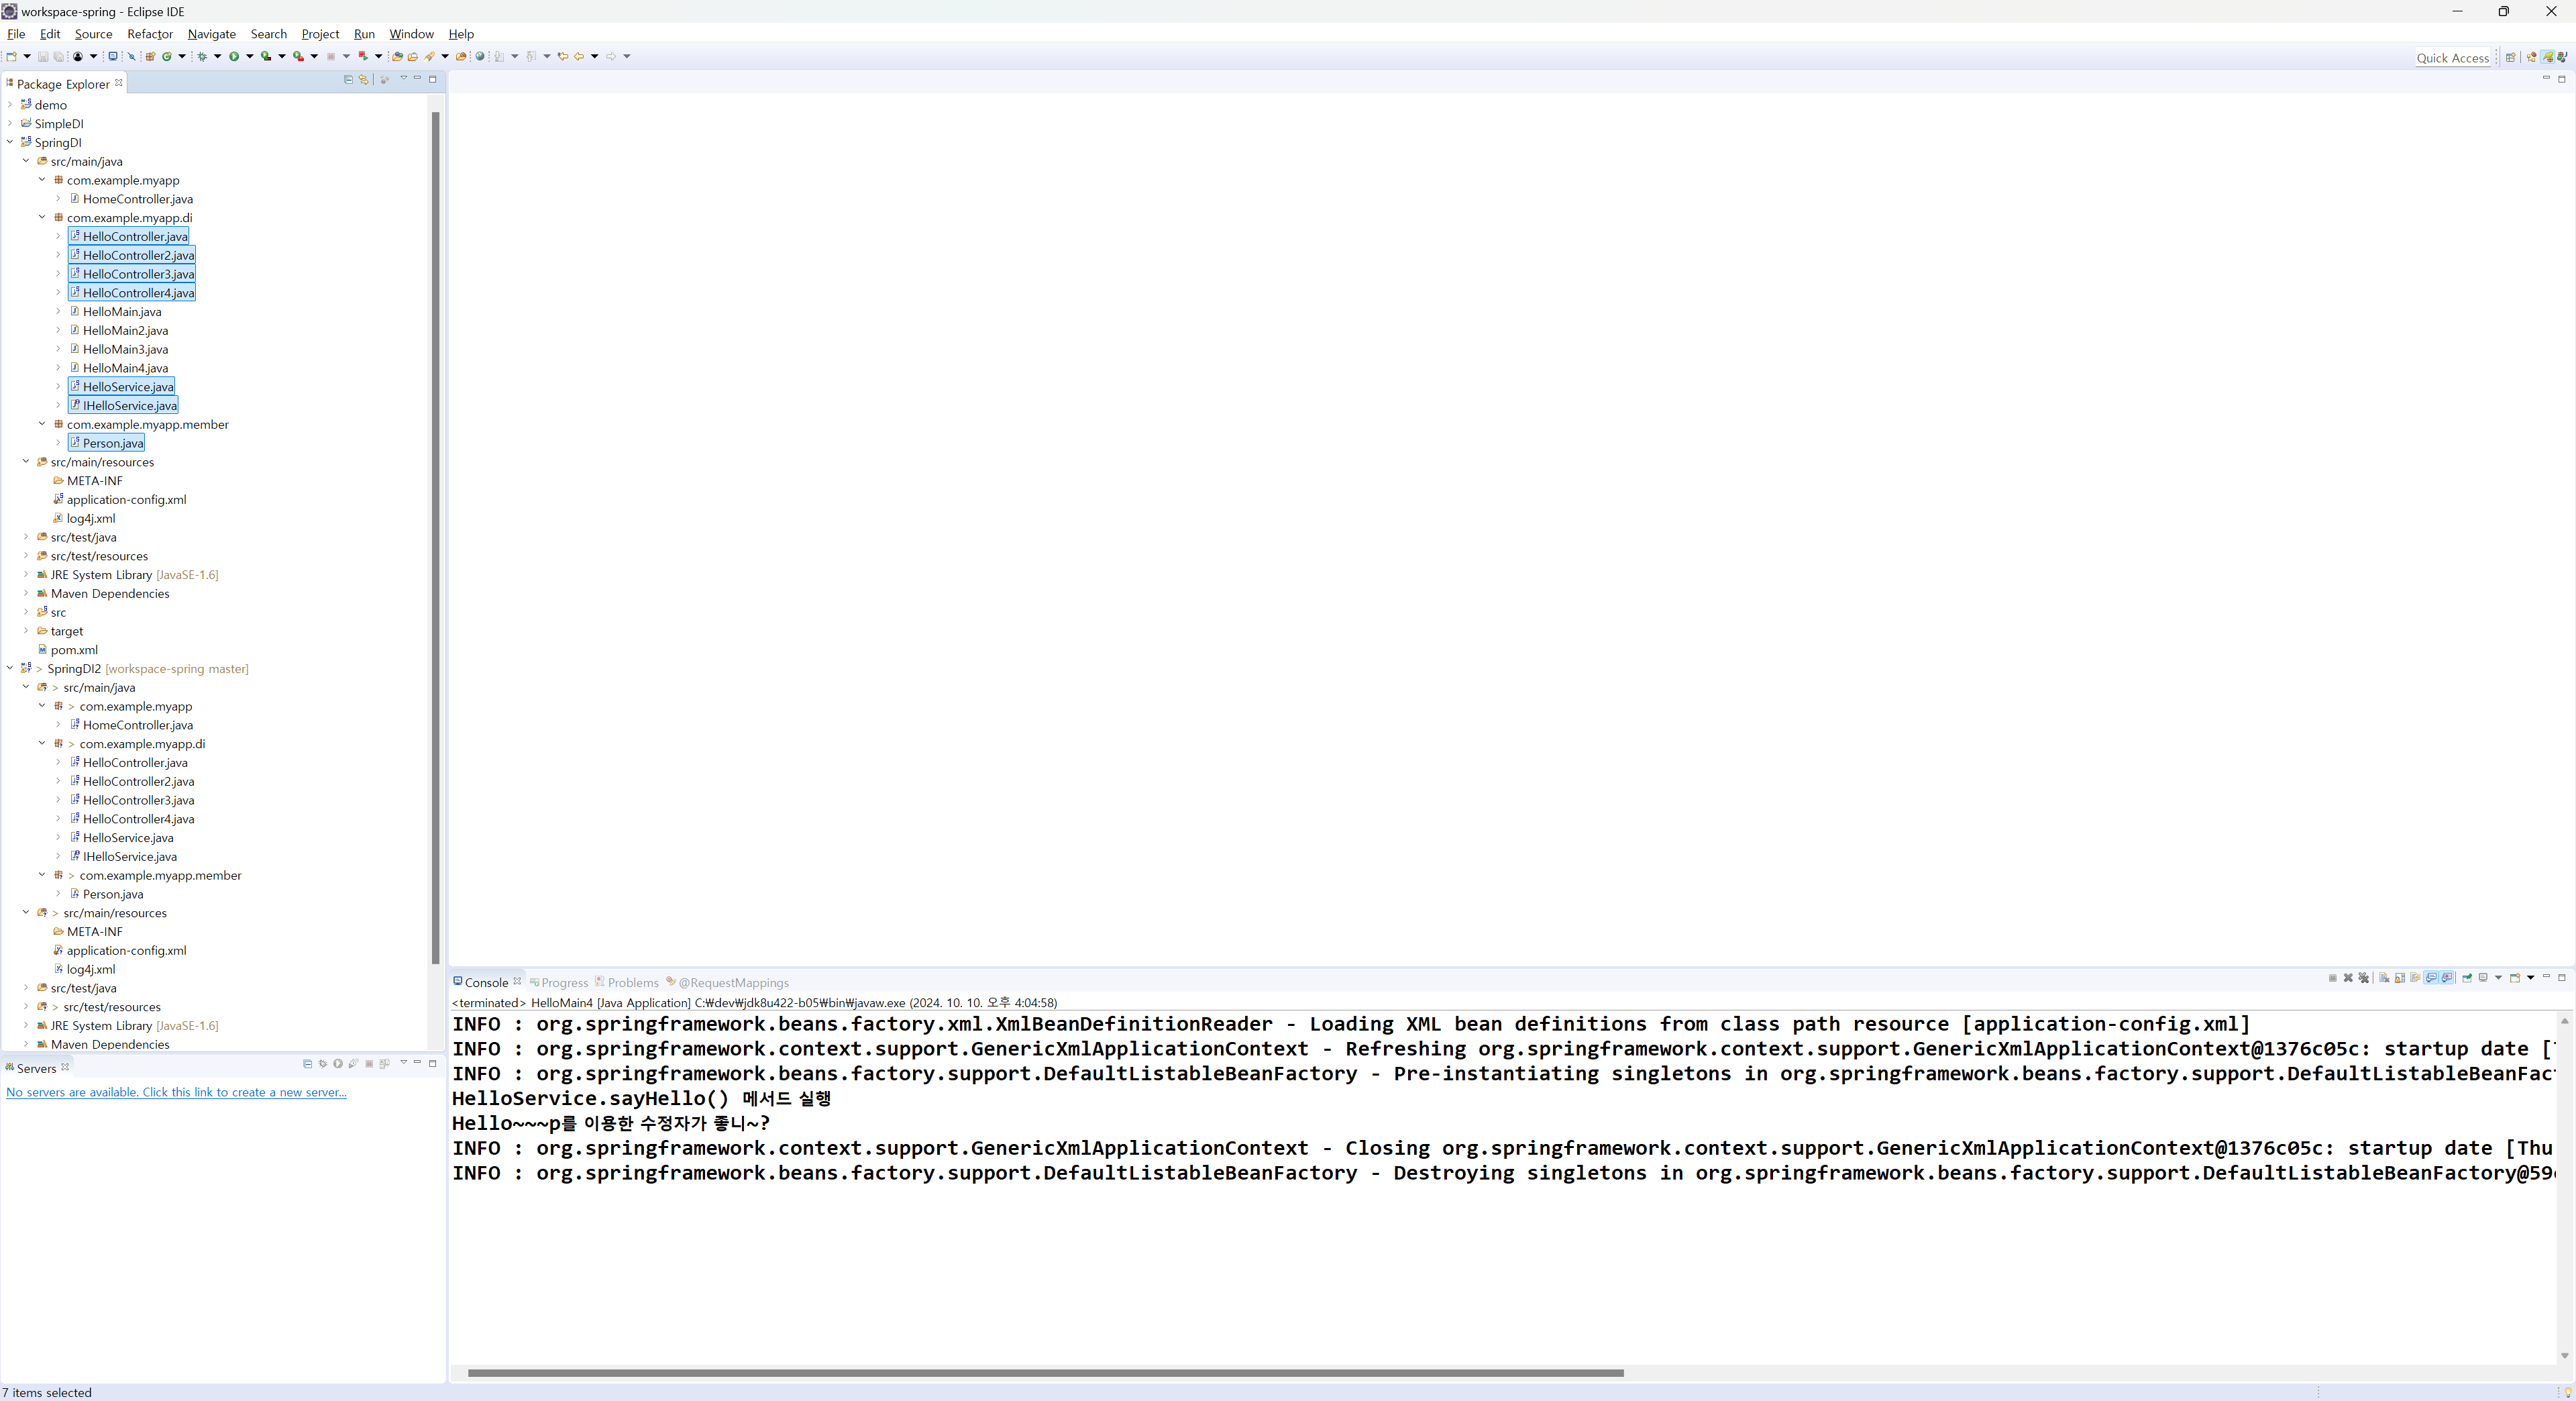 workspace-spring - Eclipse IDE
File Edit Source Refactor Navigate Search Project Run Window Help
Quick Access
Package Explorer
demo
SimpleDI
SpringDI
src/main/java
com.example.myapp
HomeController.java
com.example.myapp.di
HelloController.java
HelloController2.java
HelloController3.java
HelloController4.java
HelloMain.java
HelloMain2.java
HelloMain3.java
HelloMain4.java
HelloService.java
IHelloService.java
com.example.myapp.member
Person.java
src/main/resources
META-INF
application-config.xml
log4j.xml
src/test/java
src/test/resources
JRE System Library [JavaSE-1.6]
Maven Dependencies
src
target
pom.xml
> SpringDI2 [workspace-spring master]
> src/main/java
> com.example.myapp
HomeController.java
> com.example.myapp.di
HelloController.java
HelloController2.java
HelloController3.java
HelloController4.java
HelloService.java
IHelloService.java
> com.example.myapp.member
Person.java
> src/main/resources
META-INF
application-config.xml
log4j.xml
src/test/java
> src/test/resources
JRE System Library [JavaSE-1.6]
Maven Dependencies
Servers
No servers are available. Click this link to create a new server...
Console Progress Problems @RequestMappings
<terminated> HelloMain4 [Java Application] C:₩dev₩jdk8u422-b05₩bin₩javaw.exe (2024. 10. 10. 오후 4:04:58)
INFO : org.springframework.beans.factory.xml.XmlBeanDefinitionReader - Loading XML bean definitions from class path resource [application-config.xml]
INFO : org.springframework.context.support.GenericXmlApplicationContext - Refreshing org.springframework.context.support.GenericXmlApplicationContext@1376c05c: startup date [
INFO : org.springframework.beans.factory.support.DefaultListableBeanFactory - Pre-instantiating singletons in org.springframework.beans.factory.support.DefaultListableBeanFac
HelloService.sayHello() 메서드 실행
Hello~~~p를 이용한 수정자가 좋니~?
INFO : org.springframework.context.support.GenericXmlApplicationContext - Closing org.springframework.context.support.GenericXmlApplicationContext@1376c05c: startup date [Thu
INFO : org.springframework.beans.factory.support.DefaultListableBeanFactory - Destroying singletons in org.springframework.beans.factory.support.DefaultListableBeanFactory@59
7 items selected